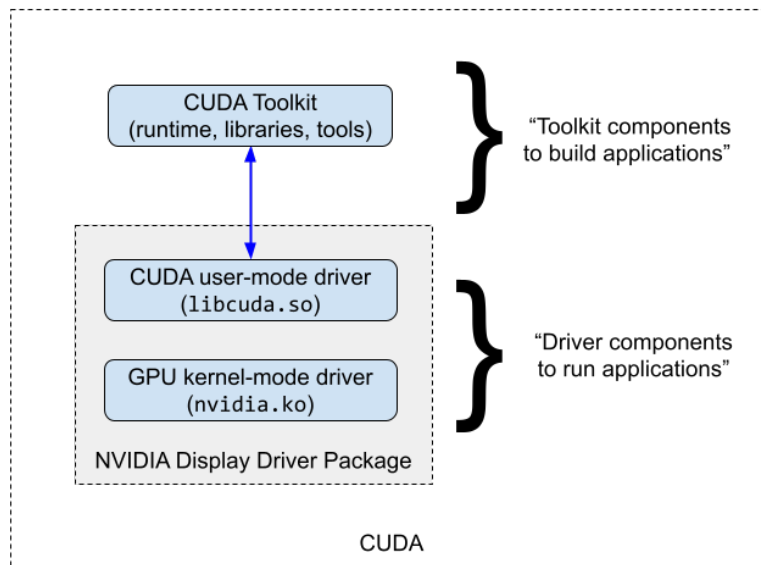 CUDA Toolkit
(runtime, libraries, tools)
“Toolkit components
to build applications”
CUDA user-mode driver
(libcuda.so)
GPU kernel-mode driver
(nvidia.ko)
NVIDIA Display Driver Package
“Driver components
to run applications”
CUDA